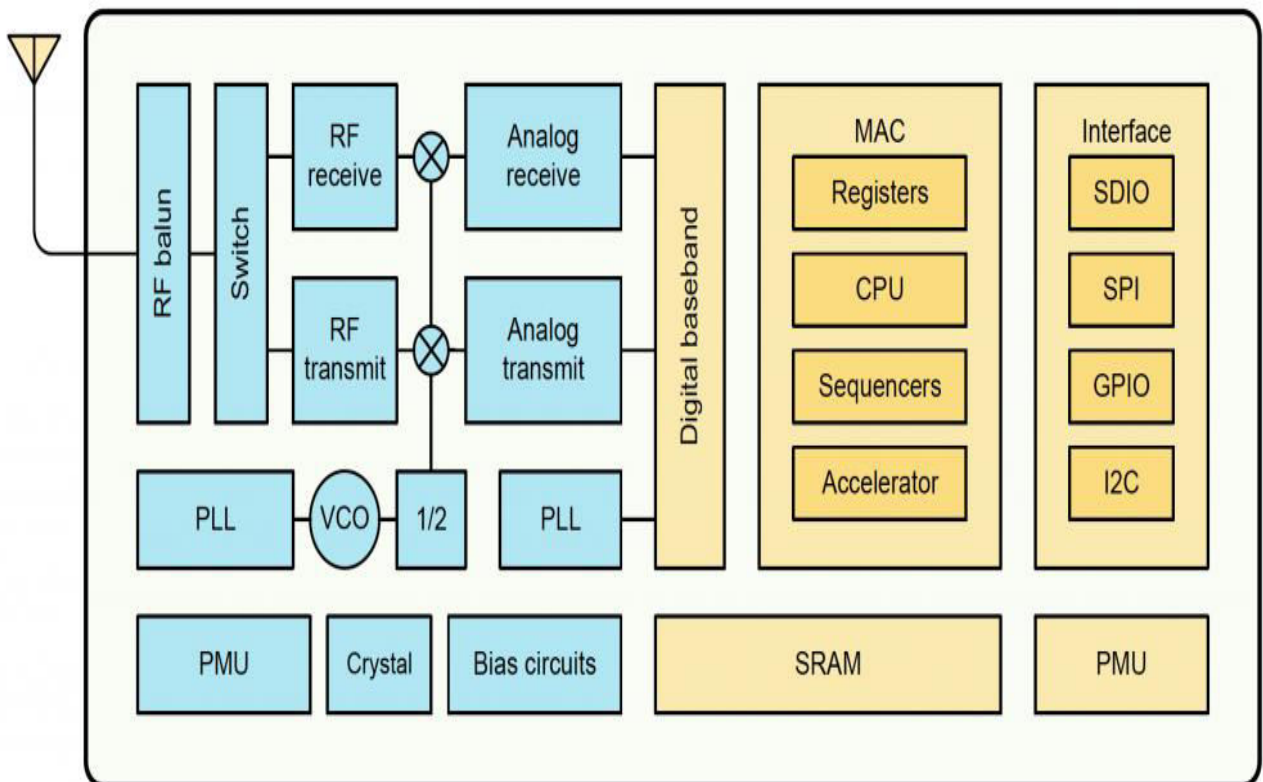 RF balun
Switch
RF
receive
Analog
receive
RF
transmit
Analog
transmit
Digital baseband
MAC
Registers
CPU
Sequencers
Accelerator
Interface
SDIO
SPI
GPIO
I2C
PLL
VCO
1/2
PLL
PMU
Crystal
Bias circuits
SRAM
PMU